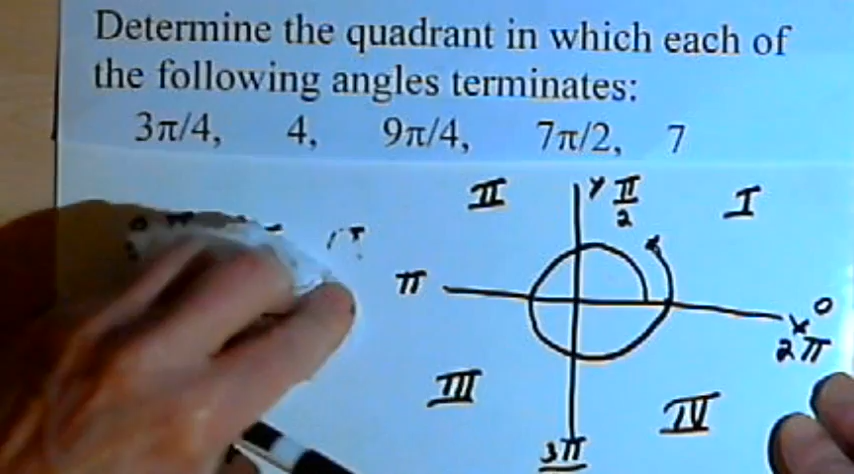 Determine the quadrant in which each of
the following angles terminates:
3π/4, 4, 9π/4, 7π/2, 7
II y π/2 I
π 0
x
2π
III IV
3π